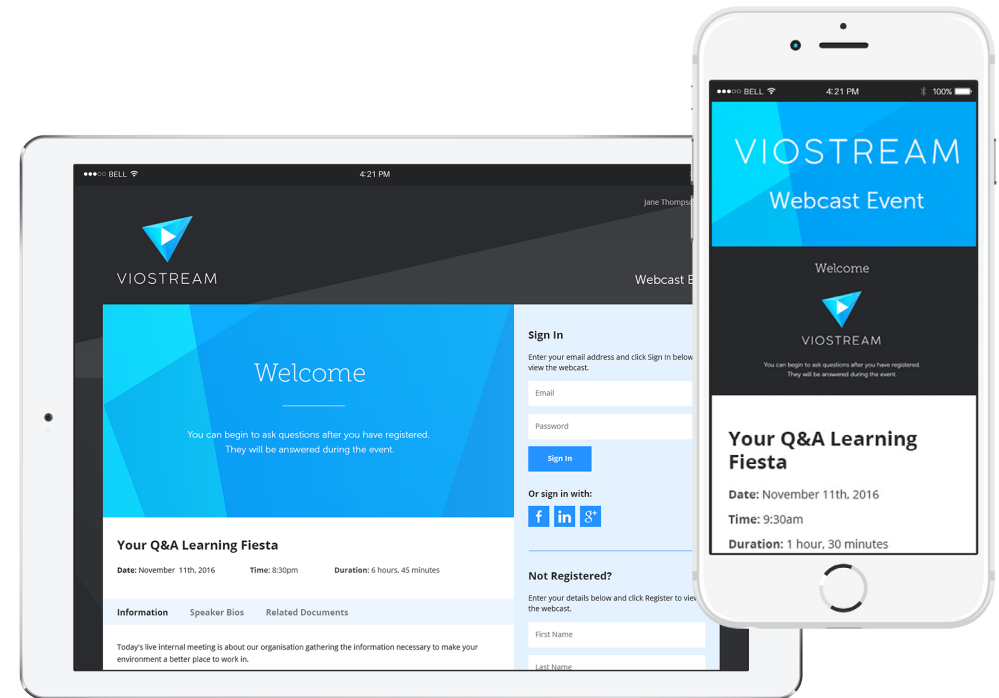 BELL
4:21 PM
Jane Thompso
VIOSTREAM
Webcast E
Welcome
You can begin to ask questions after you have registered.
They will be answered during the event.
Your Q&A Learning Fiesta
Date: November 11th, 2016 Time: 8:30pm Duration: 6 hours, 45 minutes
Information Speaker Bios Related Documents
Today's live internal meeting is about our organisation gathering the information necessary to make your
environment a better place to work in.
Sign In
Enter your email address and click Sign In below
view the webcast.
Email
Password
Sign In
Or sign in with:
f in g+
Not Registered?
Enter your details below and click Register to vie
the webcast.
First Name
Last Name
BELL 4:21 PM 100%
VIOSTREAM
Webcast Event
Welcome
VIOSTREAM
You can begin to ask questions after you have registered.
They will be answered during the event.
Your Q&A Learning
Fiesta
Date: November 11th, 2016
Time: 9:30am
Duration: 1 hour, 30 minutes